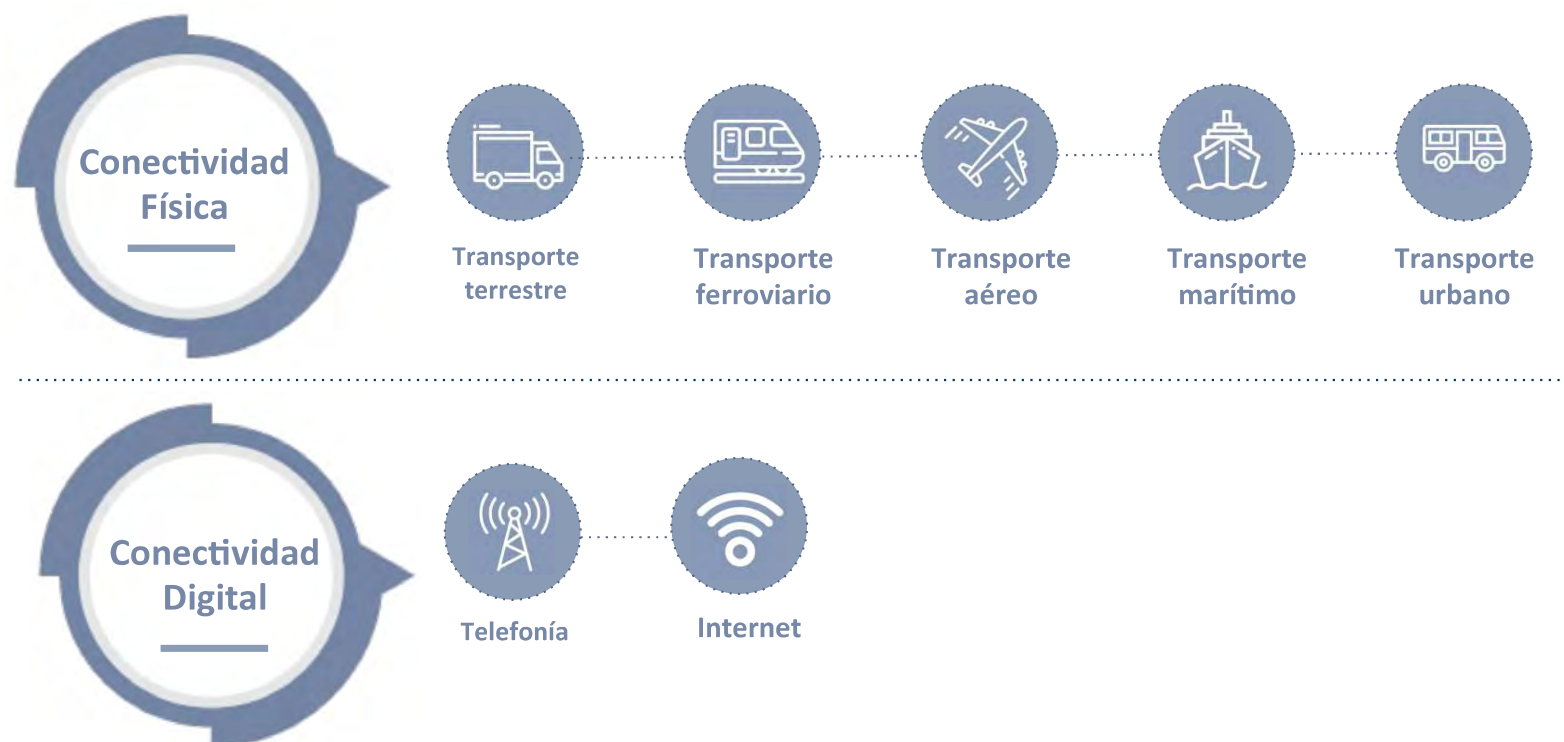 Conectividad
Física
Transporte
terrestre
Transporte
ferroviario
Transporte
aéreo
Transporte
marítimo
Transporte
urbano
Conectividad
Digital
Telefonía
Internet